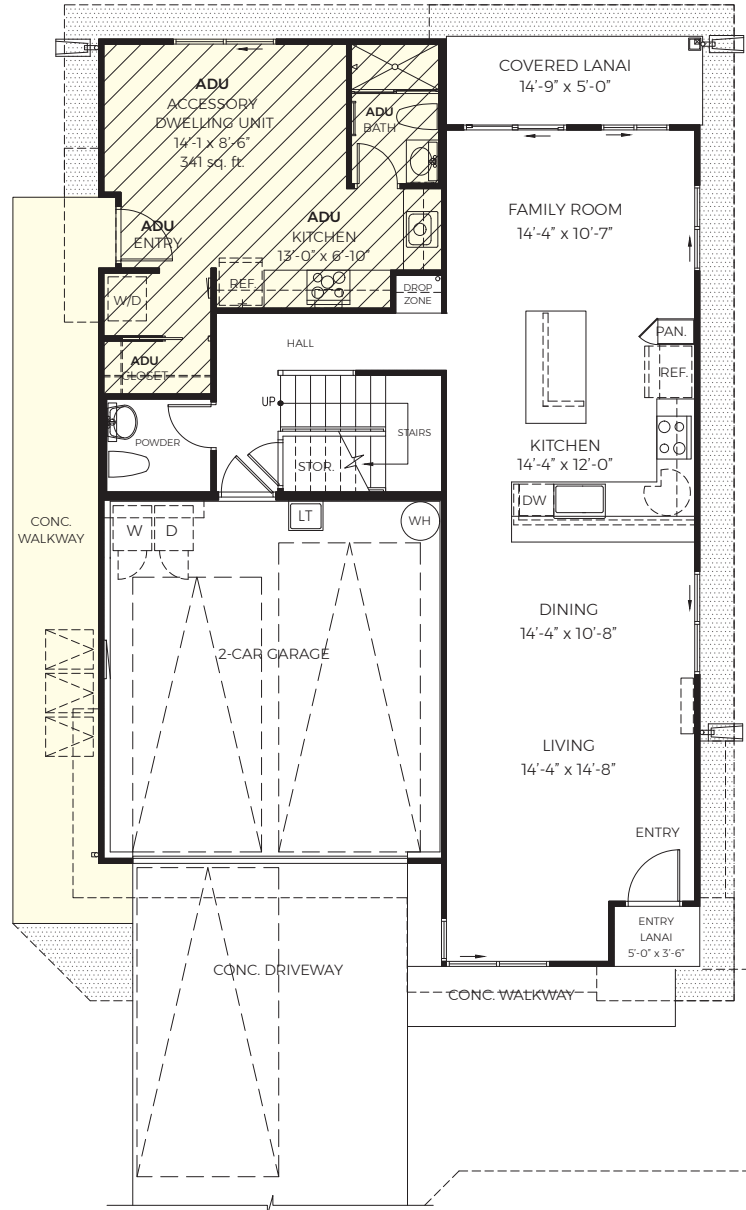 COVERED LANAI
14'-9" x 5'-0"
ADU
ACCESSORY
DWELLING UNIT
14'-1 x 8'-6"
341 sq. ft.
ADU
BATH
ADU
ENTRY
ADU
KITCHEN
13'-0" x 6'-10"
FAMILY ROOM
14'-4" x 10'-7"
W/D
REF.
DROP
ZONE
HALL
PAN.
REF.
ADU
CLOSET
UP
POWDER
STAIRS
STOR.
KITCHEN
14'-4" x 12'-0"
DW
CONC.
WALKWAY
W
D
LT
WH
DINING
14'-4" x 10'-8"
2-CAR GARAGE
LIVING
14'-4" x 14'-8"
ENTRY
ENTRY
LANAI
5'-0" x 3'-6"
CONC. DRIVEWAY
CONC. WALKWAY